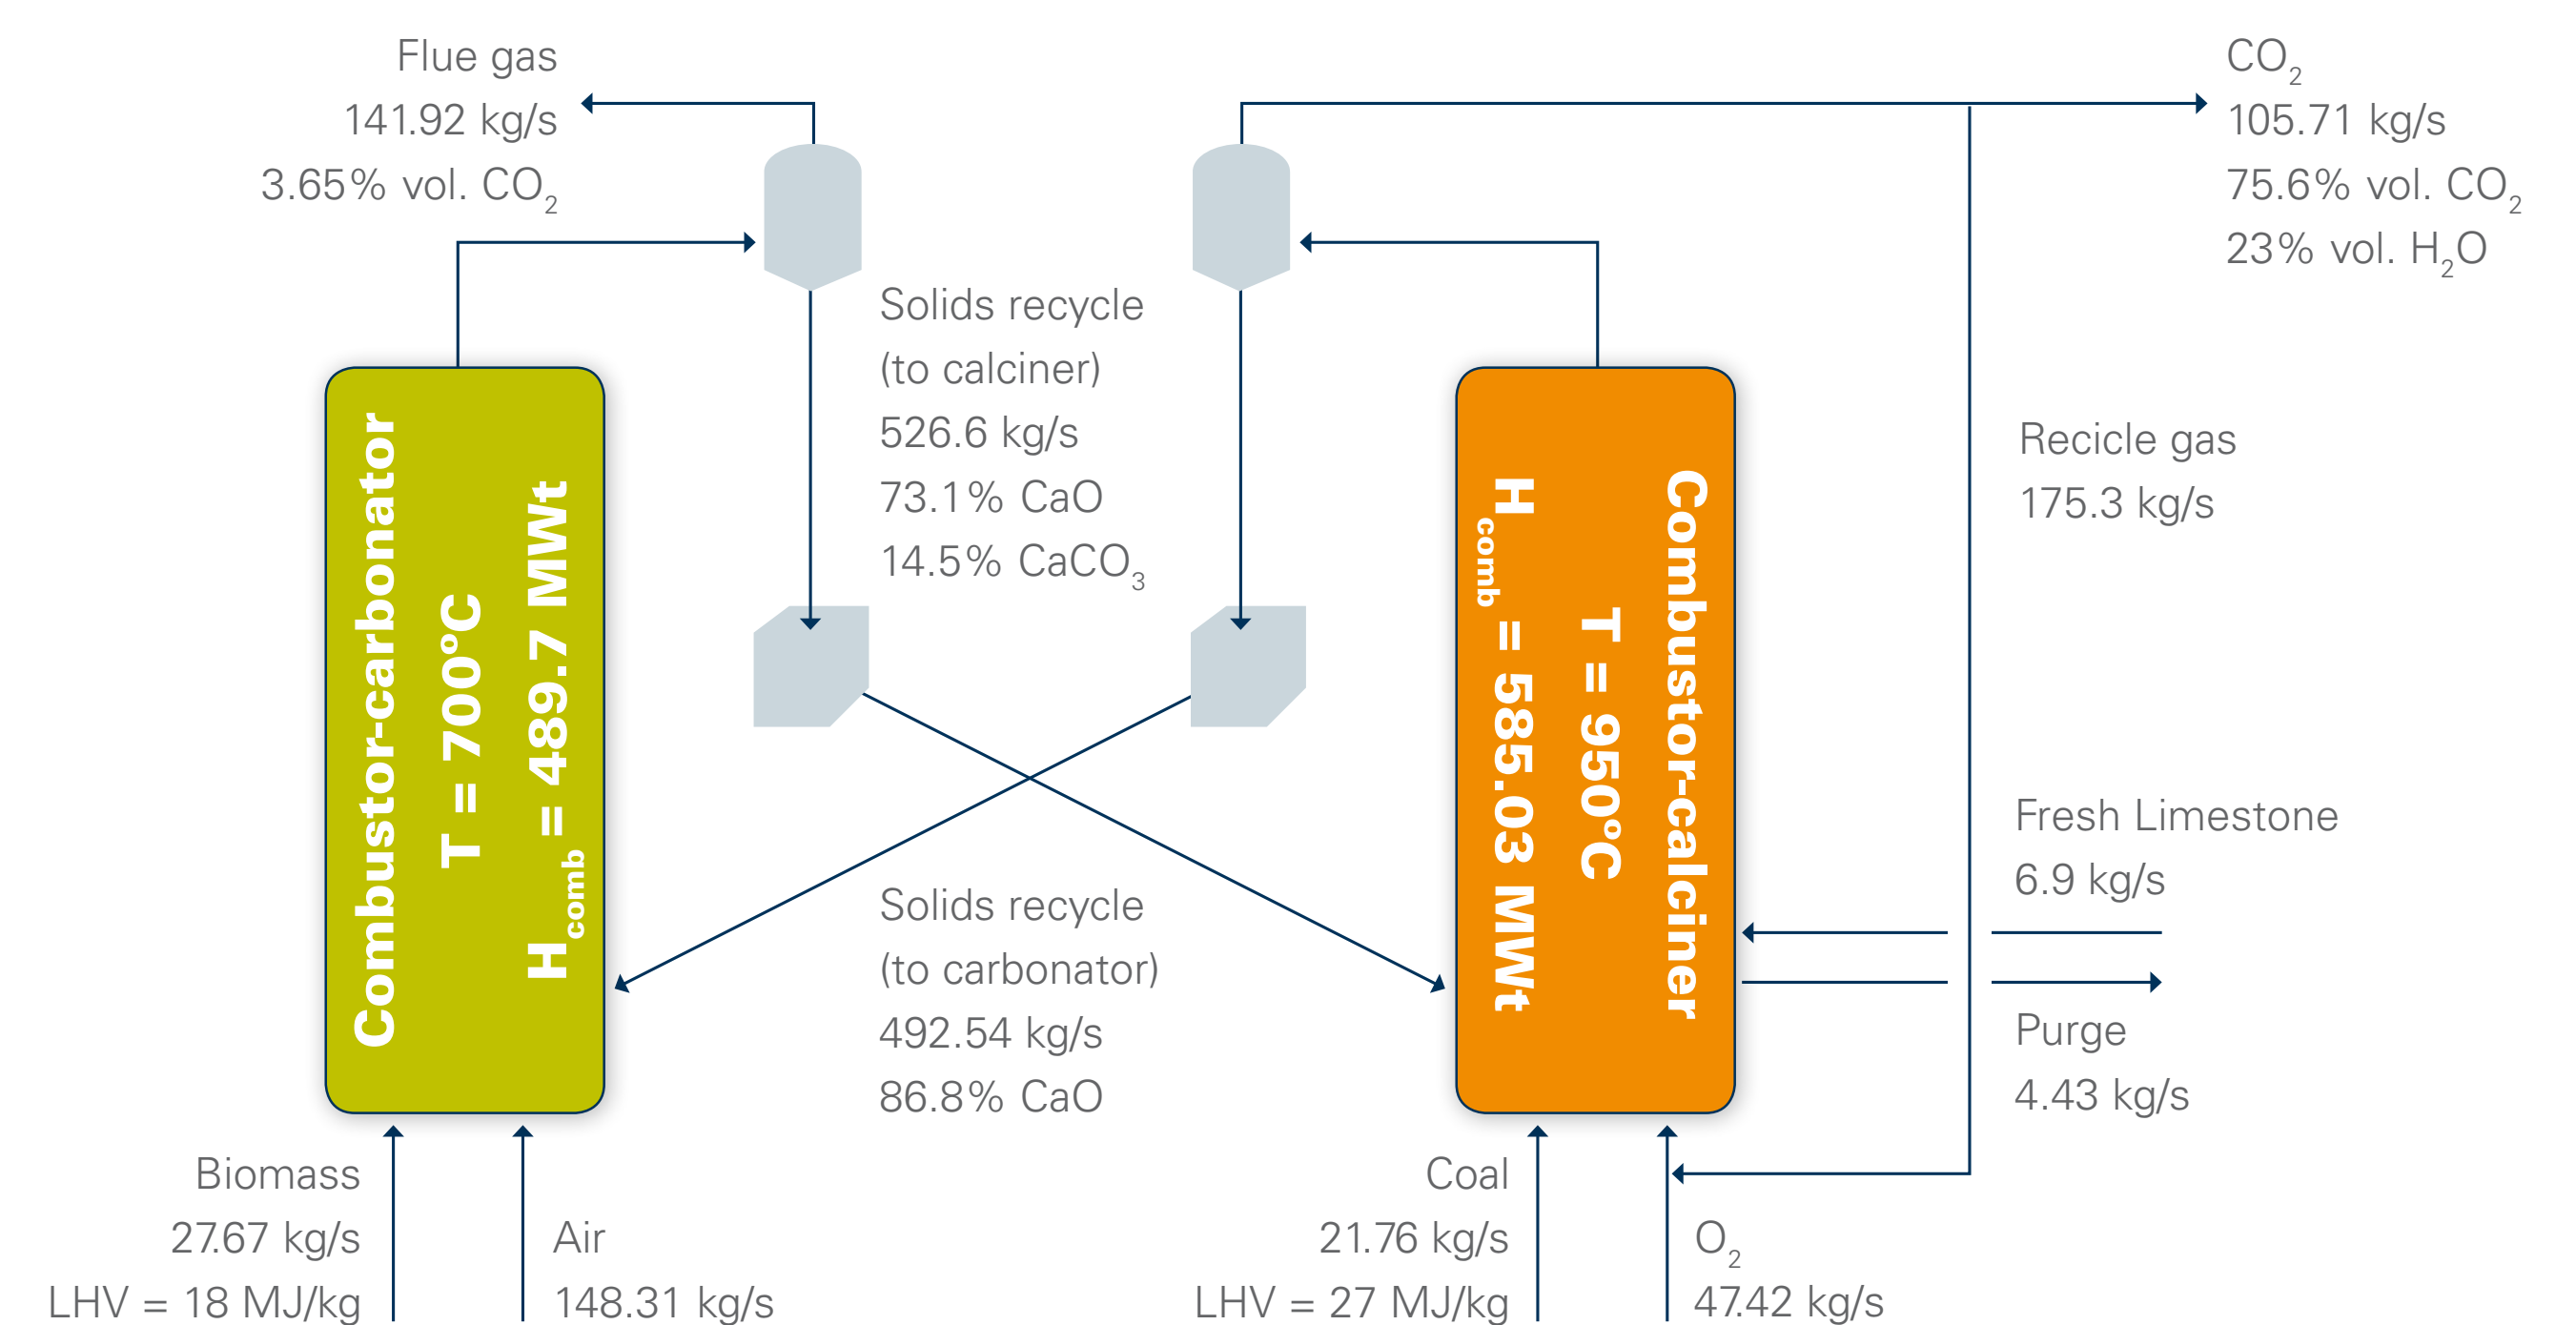 Flue gas
141.92 kg/s
3.65% vol. CO₂
CO₂
105.71 kg/s
75.6% vol. CO₂
23% vol. H₂O
Solids recycle
(to calciner)
526.6 kg/s
73.1% CaO
14.5% CaCO₃
Combustor-carbonator
T = 700ºC
Hcomb = 489.7 MWt
Combustor-calciner
T = 950ºC
Hcomb = 585.03 MWt
Recicle gas
175.3 kg/s
Fresh Limestone
6.9 kg/s
Purge
4.43 kg/s
Solids recycle
(to carbonator)
492.54 kg/s
86.8% CaO
Biomass
27.67 kg/s
LHV = 18 MJ/kg
Air
148.31 kg/s
Coal
21.76 kg/s
LHV = 27 MJ/kg
O₂
47.42 kg/s